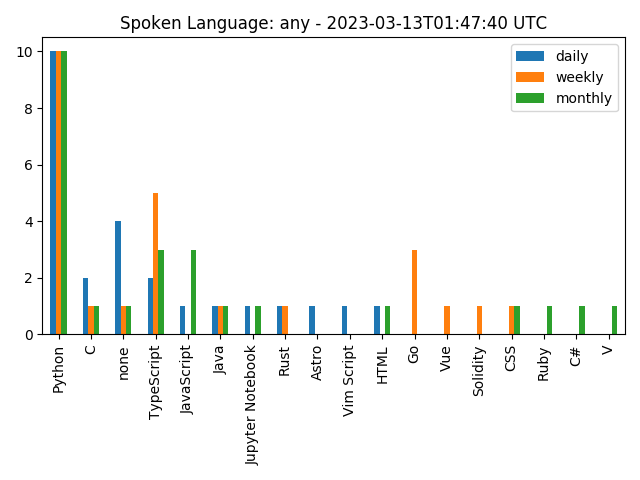 Spoken Language: any - 2023-03-13T01:47:40 UTC
daily
weekly
monthly
10
8
6
4
2
0
Python
C
none
TypeScript
JavaScript
Java
Jupyter Notebook
Rust
Astro
Vim Script
HTML
Go
Vue
Solidity
CSS
Ruby
C#
V